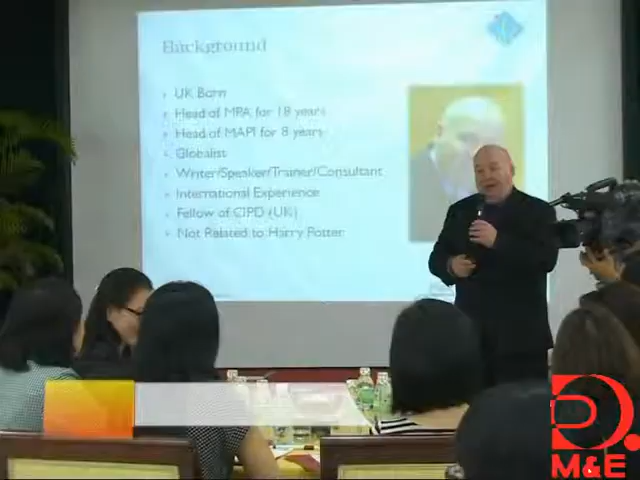 Background
UK Born
Head of MPA for 18 years
Head of MAPI for 8 years
Globalist
Writer/Speaker/Trainer/Consultant
International Experience
Fellow of CIPD (UK)
Not Related to Harry Potter
M&E